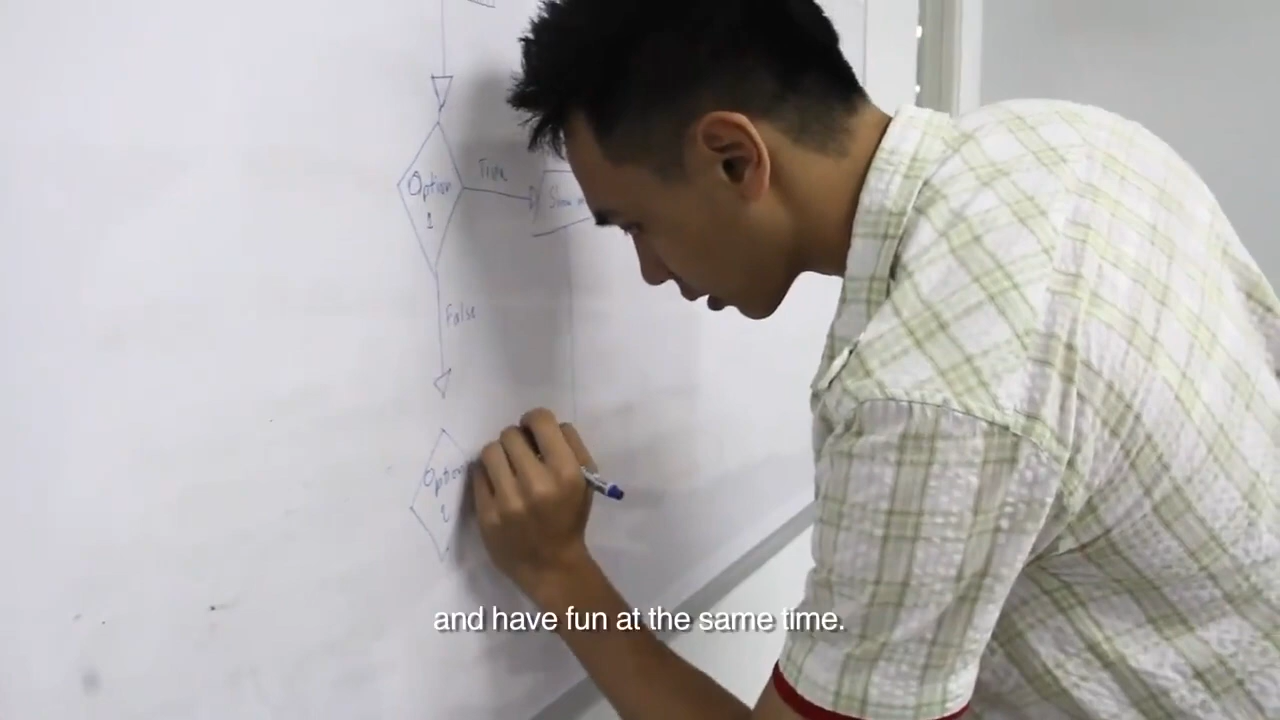 Option
1
True
Show
False
Option
2
and have fun at the same time.